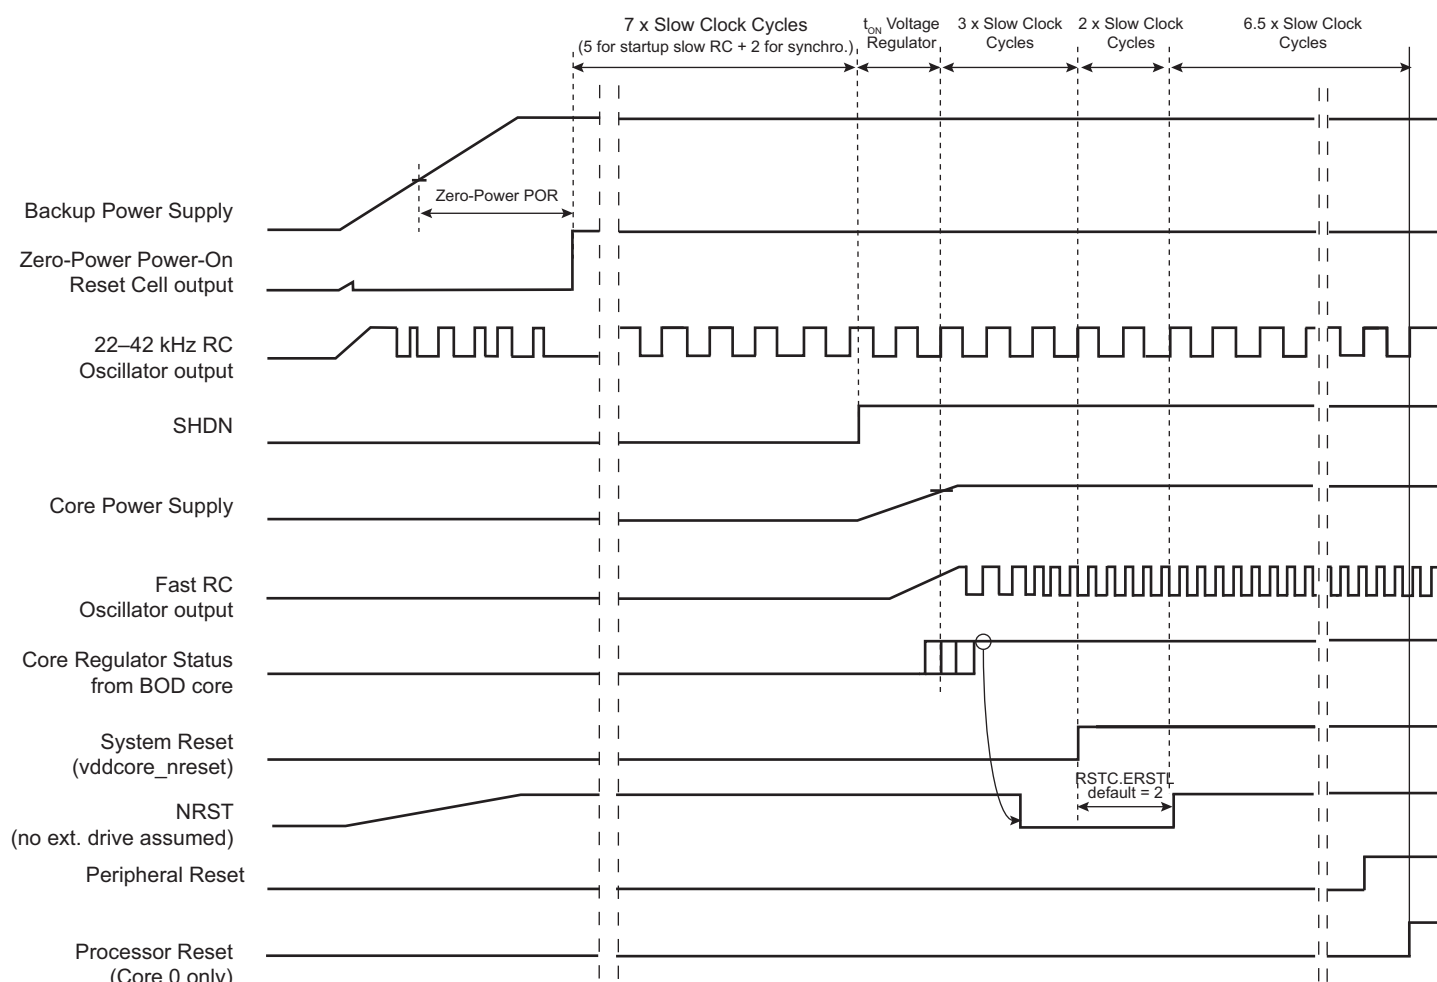 7 x Slow Clock Cycles
(5 for startup slow RC + 2 for synchro.)
tON Voltage
Regulator
3 x Slow Clock
Cycles
2 x Slow Clock
Cycles
6.5 x Slow Clock
Cycles
Zero-Power POR
Backup Power Supply
Zero-Power Power-On
Reset Cell output
22–42 kHz RC
Oscillator output
SHDN
Core Power Supply
Fast RC
Oscillator output
Core Regulator Status
from BOD core
System Reset
(vddcore_nreset)
RSTC.ERSTL
default = 2
NRST
(no ext. drive assumed)
Peripheral Reset
Processor Reset
(Core 0 only)